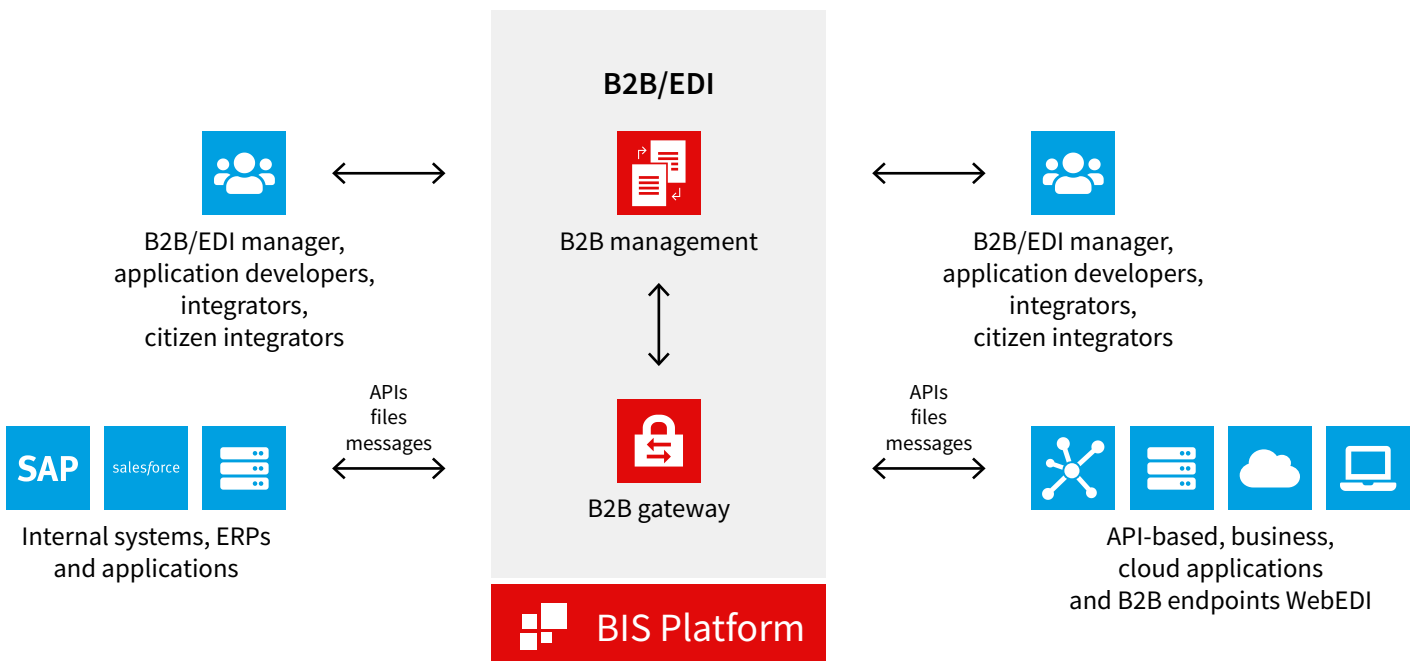 B2B/EDI
B2B/EDI manager,
application developers,
integrators,
citizen integrators
B2B management
B2B/EDI manager,
application developers,
integrators,
citizen integrators
APIs
files
messages
APIs
files
messages
SAP
salesforce
Internal systems, ERPs
and applications
B2B gateway
API-based, business,
cloud applications
and B2B endpoints WebEDI
BIS Platform